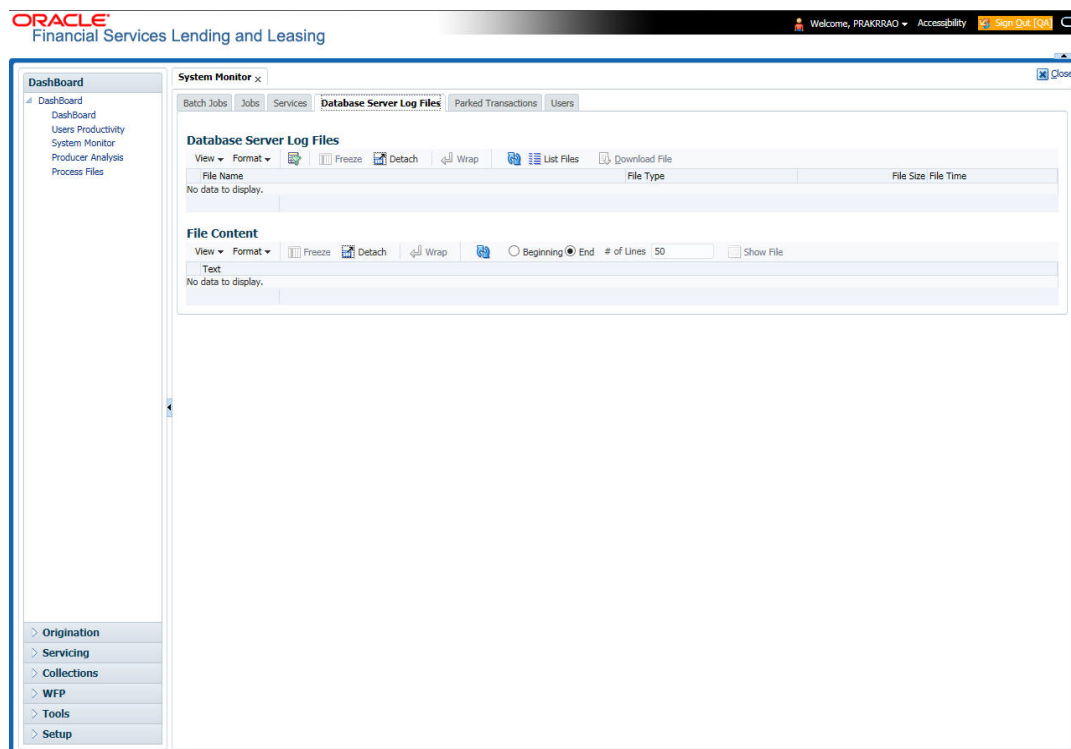 ORACLE
Welcome, PRAKRRAO Accessibility Sign Out [QA]
Financial Services Lending and Leasing
DashBoard
DashBoard
DashBoard
Users Productivity
System Monitor
Producer Analysis
Process Files
Origination
Servicing
Collections
WFP
Tools
Setup
System Monitor x
Close
Batch Jobs Jobs Services Database Server Log Files Parked Transactions Users
Database Server Log Files
View Format Freeze Detach Wrap List Files Download File
File Name File Type File Size File Time
No data to display.
File Content
View Format Freeze Detach Wrap Beginning End # of Lines 50 Show File
Text
No data to display.